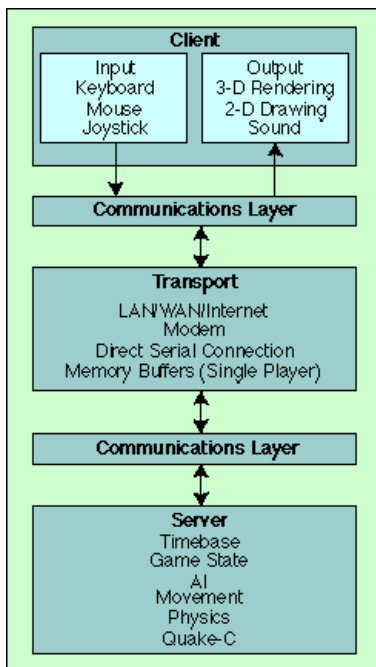 Client
Input
Keyboard
Mouse
Joystick
Output
3-D Rendering
2-D Drawing
Sound
Communications Layer
Transport
LAN/WAN/Internet
Modem
Direct Serial Connection
Memory Buffers (Single Player)
Communications Layer
Server
Timebase
Game State
AI
Movement
Physics
Quake-C